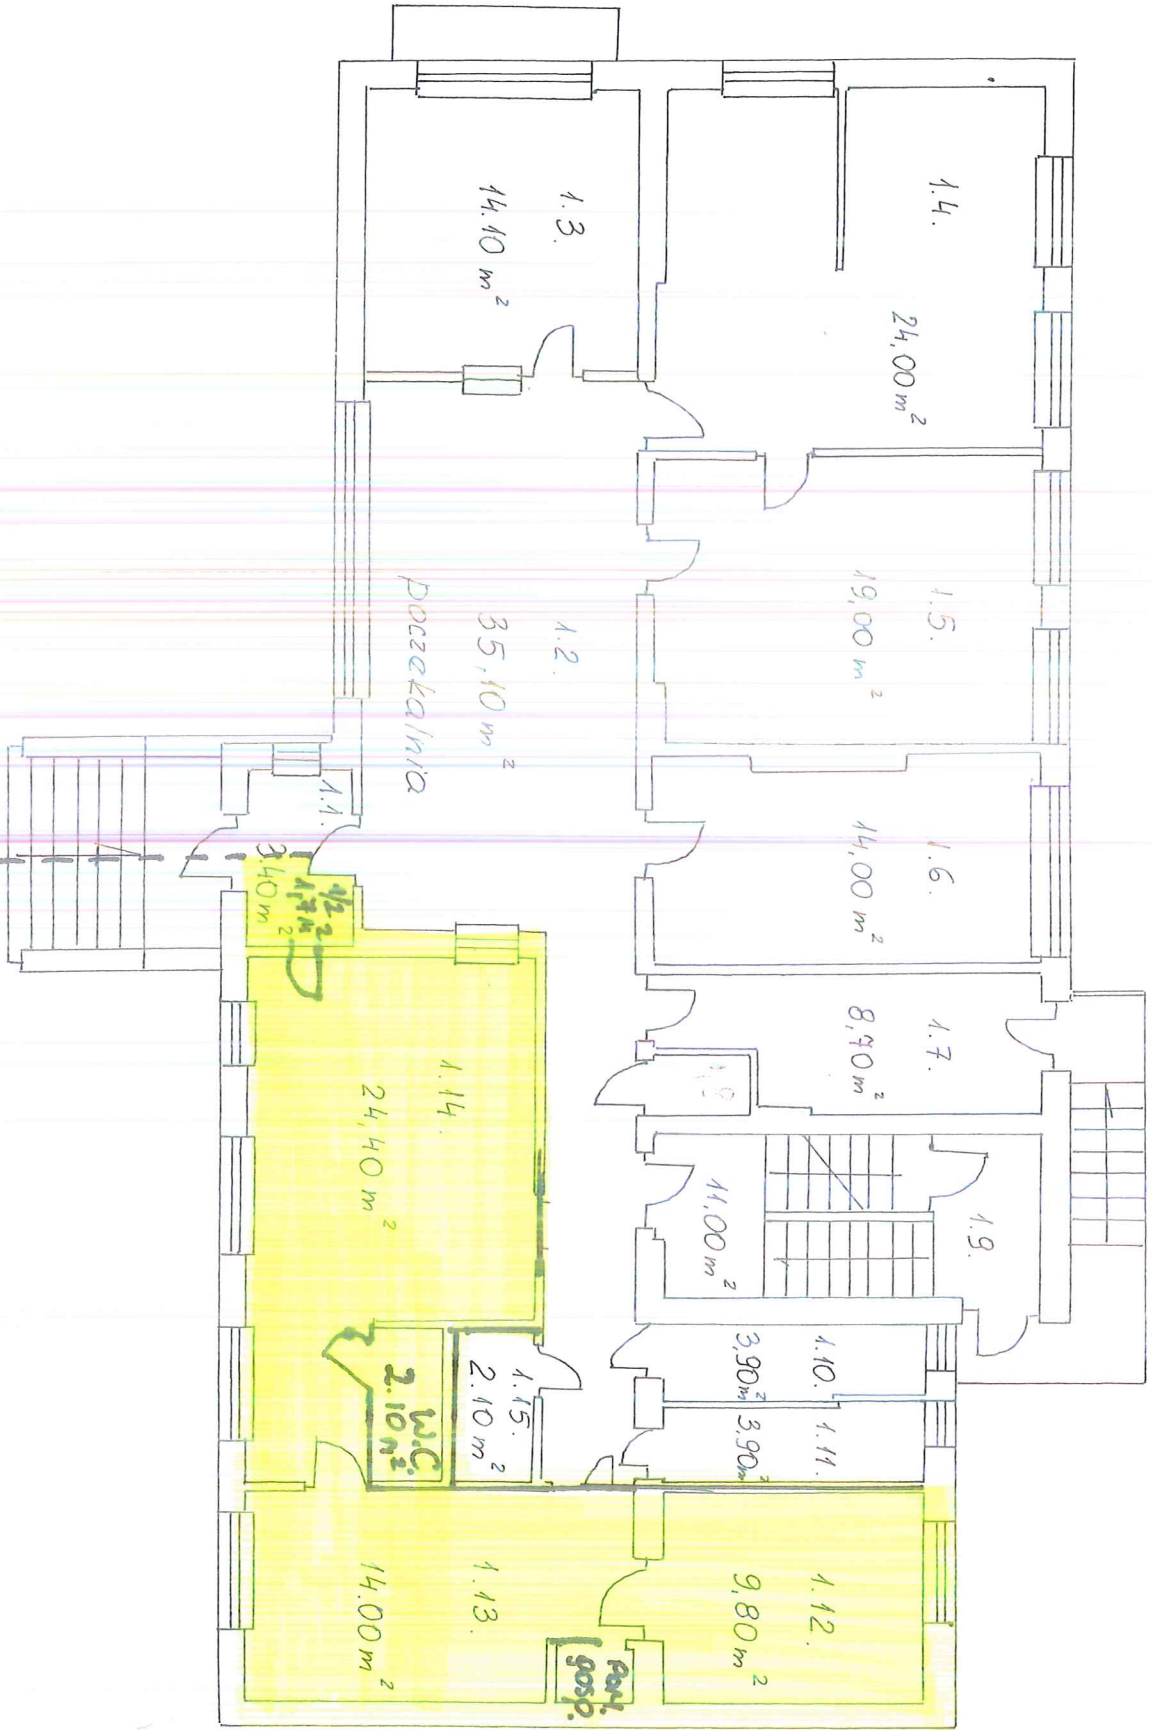 1.4.
24,00 m²
1.3.
14.10 m²
1.5.
19,00 m²
1.2.
35,10 m²
poczekalnia
1.6.
14,00 m²
1.1.
3.40 m²
1/2
1,7 m²
1.7.
8,70 m²
1.14.
24,40 m²
1.9.
11.00 m²
1.10.
3,90 m²
1.11.
3,90 m²
1.15.
2.10 m²
W.C.
2.10 m²
1.12.
9,80 m²
1.13.
14.00 m²
pom.
gosp.